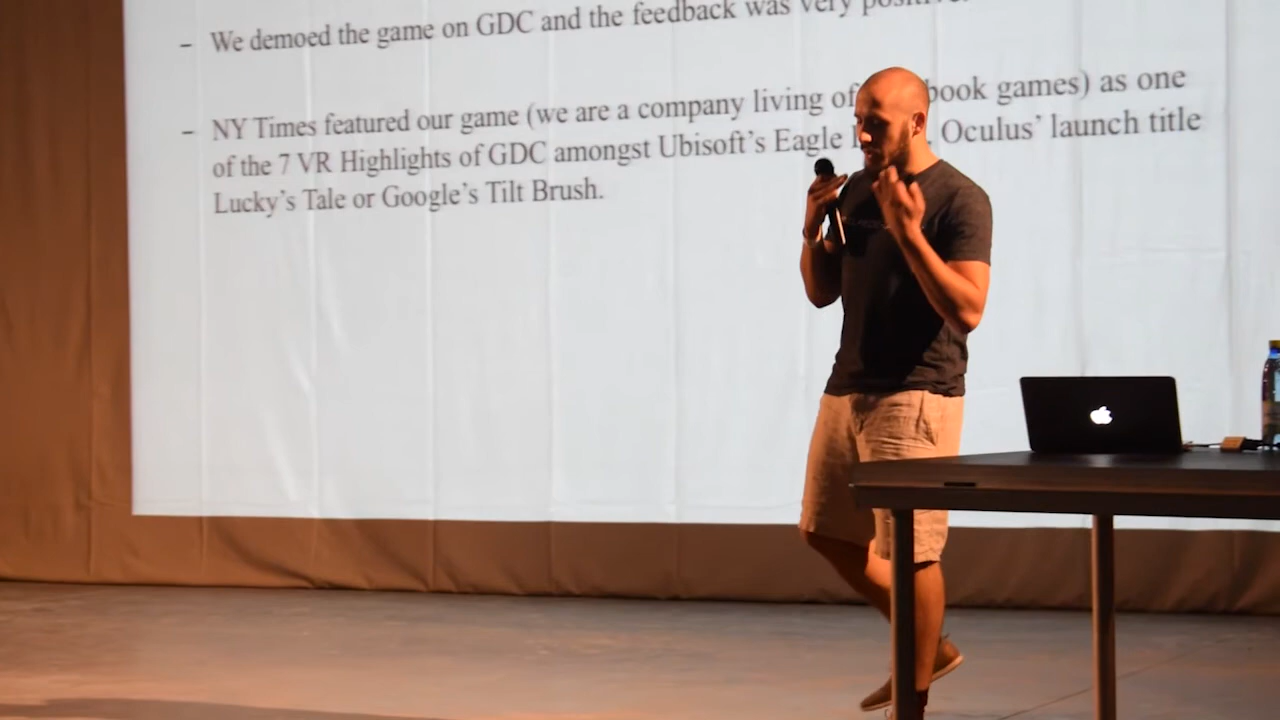 – We demoed the game on GDC and the feedback was very
– NY Times featured our game (we are a company living of book games) as one
of the 7 VR Highlights of GDC amongst Ubisoft's Eagle Oculus' launch title
Lucky's Tale or Google's Tilt Brush.